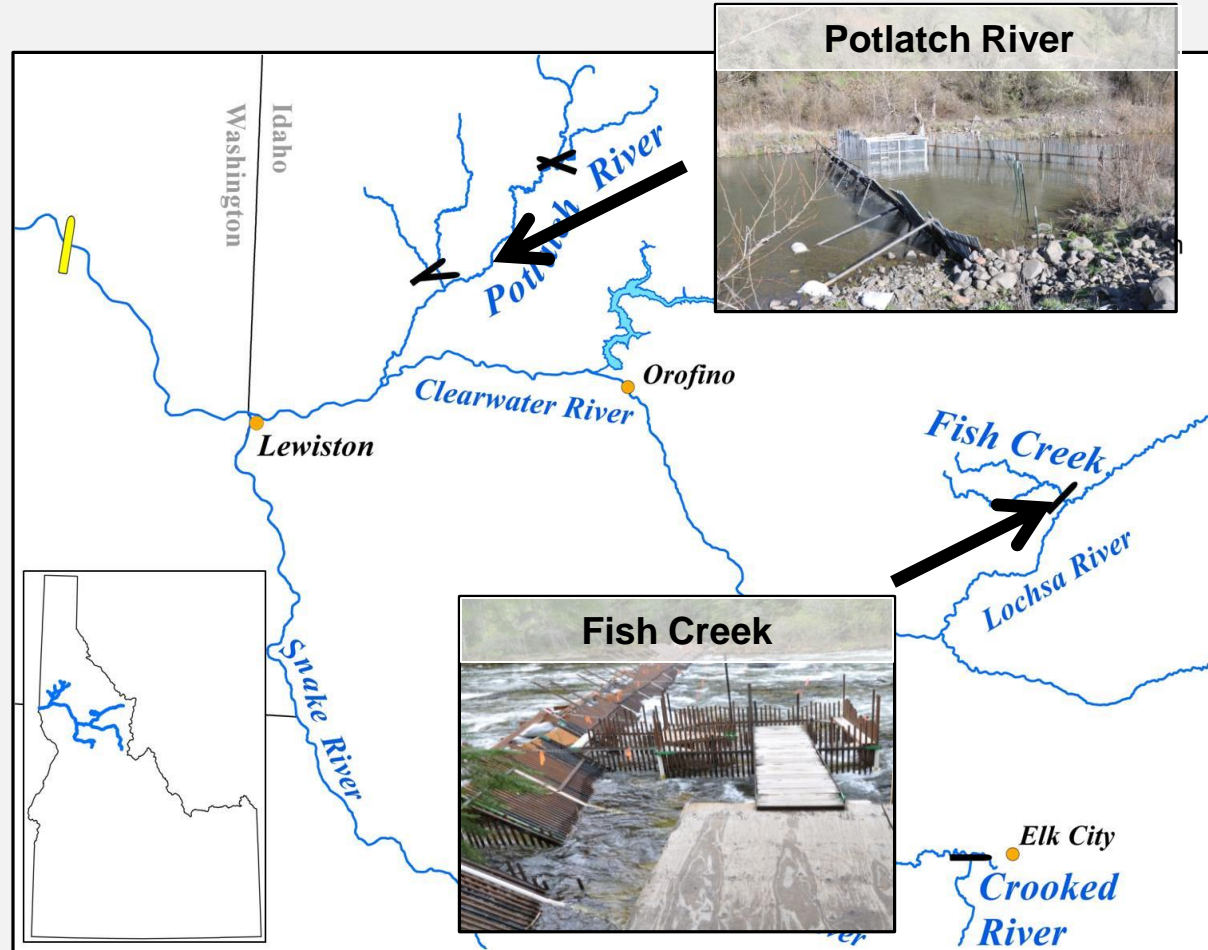 Potlatch River
Idaho
Washington
Potlatch River
Orofino
Clearwater River
Lewiston
Fish Creek
Lochsa River
Fish Creek
Snake River
Elk City
Crooked
River